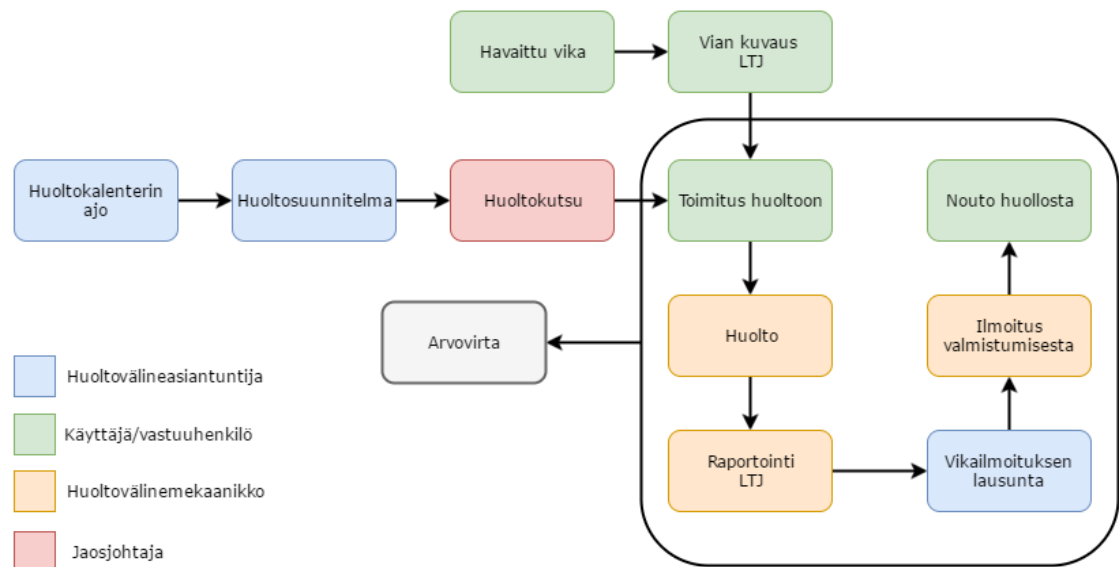 Havaittu vika
Vian kuvaus
LTJ
Huoltokalenterin
ajo
Huoltosuunnitelma
Huoltokutsu
Toimitus huoltoon
Nouto huollosta
Arvovirta
Huolto
Ilmoitus
valmistumisesta
Raportointi
LTJ
Vikailmoituksen
lausunta
Huoltovälineasiantuntija
Käyttäjä/vastuuhenkilö
Huoltovälinemekaanikko
Jaosjohtaja